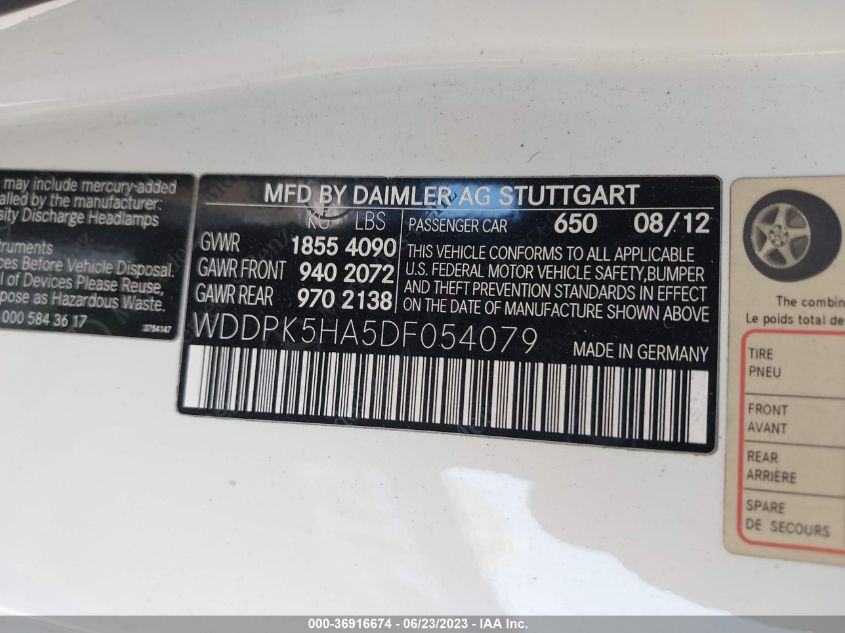 may include mercury-added
alled by the manufacturer:
sity Discharge Headlamps
struments
ces Before Vehicle Disposal.
l of Devices Please Reuse,
pose as Hazardous Waste.
000 584 36 17
3754147
MFD BY DAIMLER AG STUTTGART
KG LBS
PASSENGER CAR 650 08/12
GVWR 1855 4090
GAWR FRONT 940 2072
GAWR REAR 970 2138
THIS VEHICLE CONFORMS TO ALL APPLICABLE
U.S. FEDERAL MOTOR VEHICLE SAFETY,BUMPER
AND THEFT PREVENTION STANDARDS IN EFFECT
ON THE DATE OF MANUFACTURE SHOWN ABOVE
WDDPK5HA5DF054079
MADE IN GERMANY
The combin
Le poids total de
TIRE
PNEU
FRONT
AVANT
REAR
ARRIÈRE
SPARE
DE SECOURS
000-36916674 - 06/23/2023 - IAA Inc.